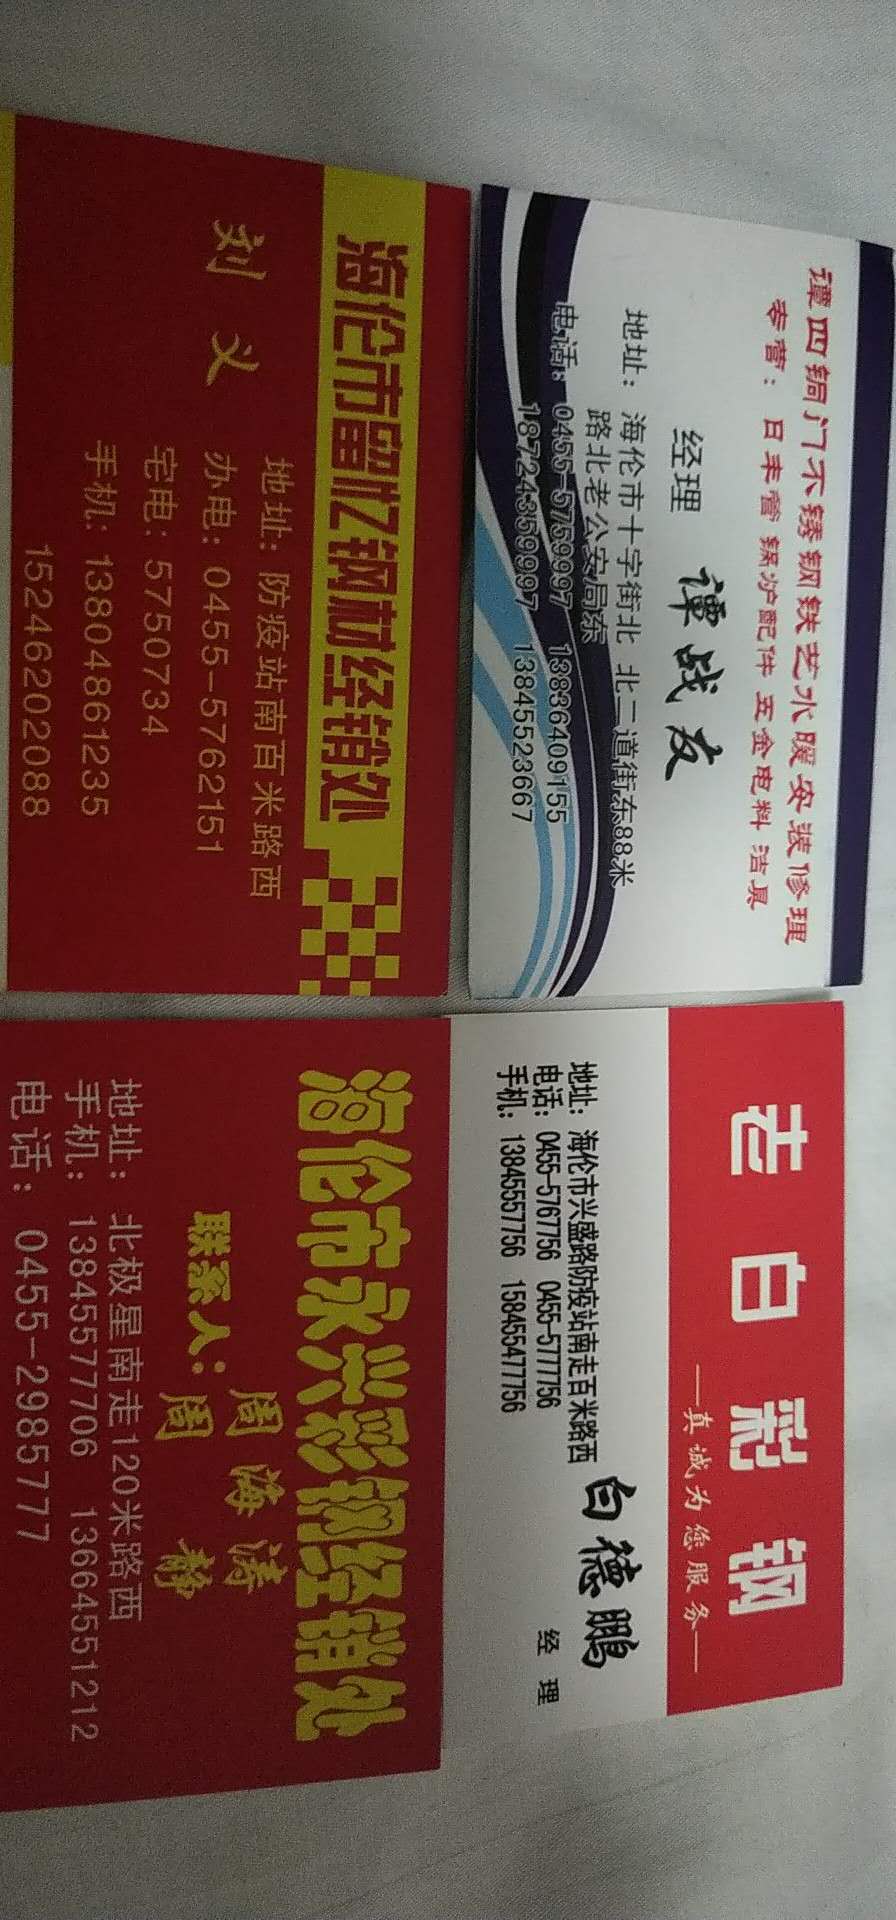 谭四铜门不锈钢铁艺水暖安装修理
零营：日丰管 锅炉配件 五金电料 洁具
经理 谭战友
地址：海伦市十字街北 北二道街东88米
路北老公安局东
电话：0455-5759997 13836409155
18724359997 13845523667
海伦市留忆钢材经销处
刘义
地址：防疫站南百米路西
办电：0455-5762151
宅电：5750734
手机：13804861235
15246202088
老白彩钢
—真诚为您服务—
白德鹏 经理
地址：海伦市兴盛路防疫站南走百米路西
电话：0455-5767756 0455-5777756
手机：13845557756 15845547​7756
海伦市永兴彩钢经销处
联系人：周海涛
周静
地址：北极星南走120米路西
手机：13845577706 13664551212
电话：0455-2985777